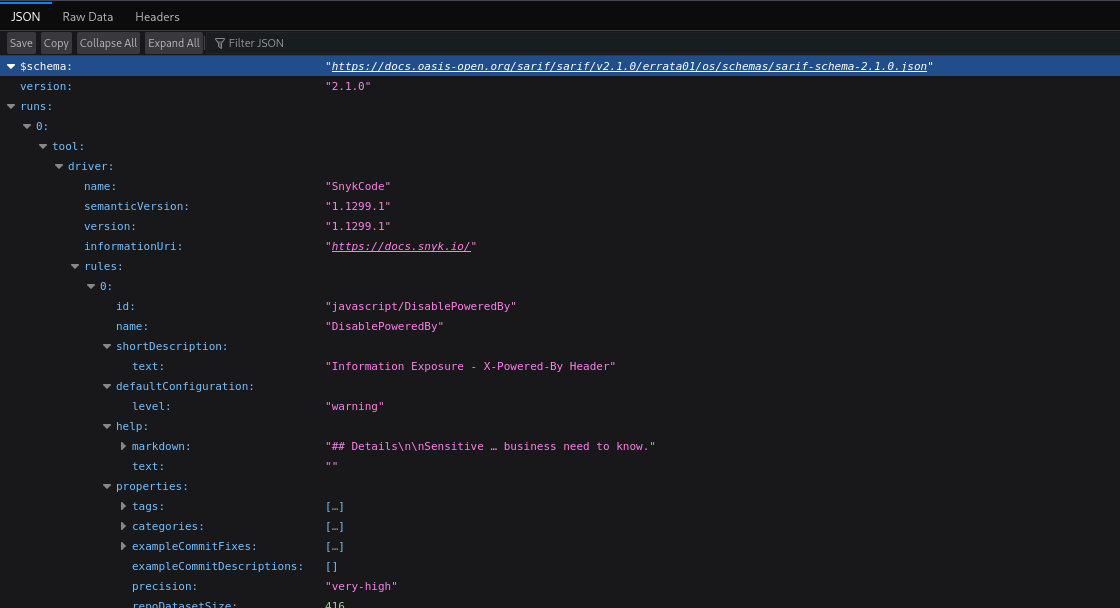 JSON Raw Data Headers
Save Copy Collapse All Expand All Filter JSON
$schema: "https://docs.oasis-open.org/sarif/sarif/v2.1.0/errata01/os/schemas/sarif-schema-2.1.0.json"
version: "2.1.0"
runs:
0:
tool:
driver:
name: "SnykCode"
semanticVersion: "1.1299.1"
version: "1.1299.1"
informationUri: "https://docs.snyk.io/"
rules:
0:
id: "javascript/DisablePoweredBy"
name: "DisablePoweredBy"
shortDescription:
text: "Information Exposure - X-Powered-By Header"
defaultConfiguration:
level: "warning"
help:
markdown: "## Details\n\nSensitive … business need to know."
text: ""
properties:
tags: […]
categories: […]
exampleCommitFixes: […]
exampleCommitDescriptions: []
precision: "very-high"
repoDatasetSize: 416